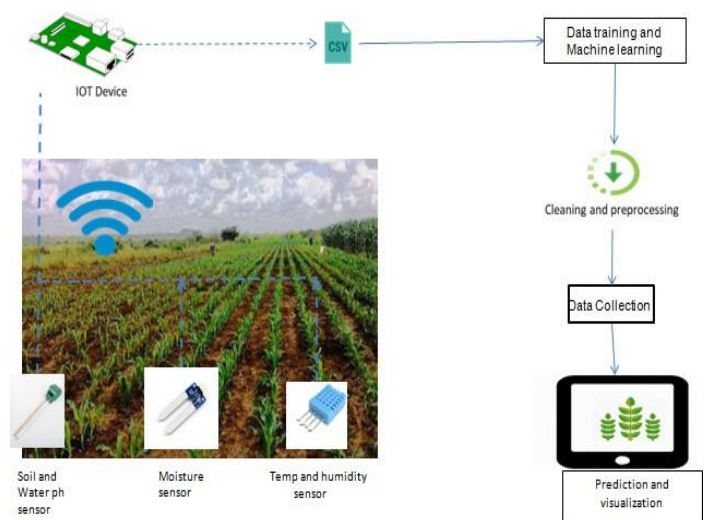 CSV
Data training and
Machine learning
IOT Device
Cleaning and preprocessing
Data Collection
Soil and
Water ph
sensor
Moisture
sensor
Temp and humidity
sensor
Prediction and
visualization